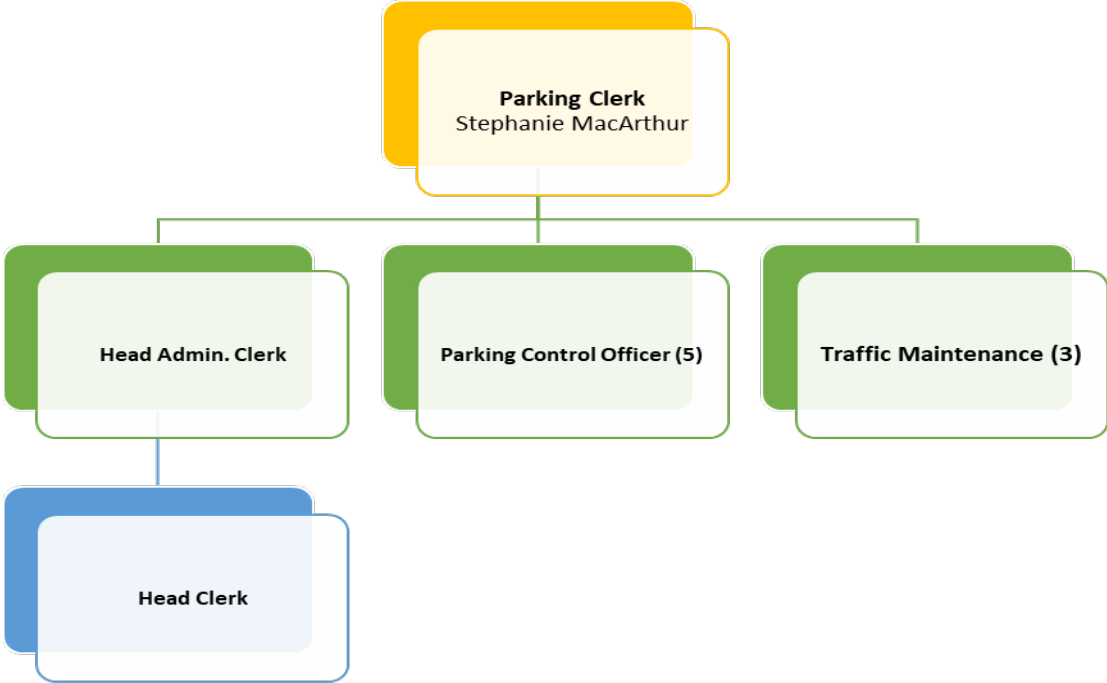 Parking Clerk
Stephanie MacArthur
Head Admin. Clerk
Parking Control Officer (5)
Traffic Maintenance (3)
Head Clerk